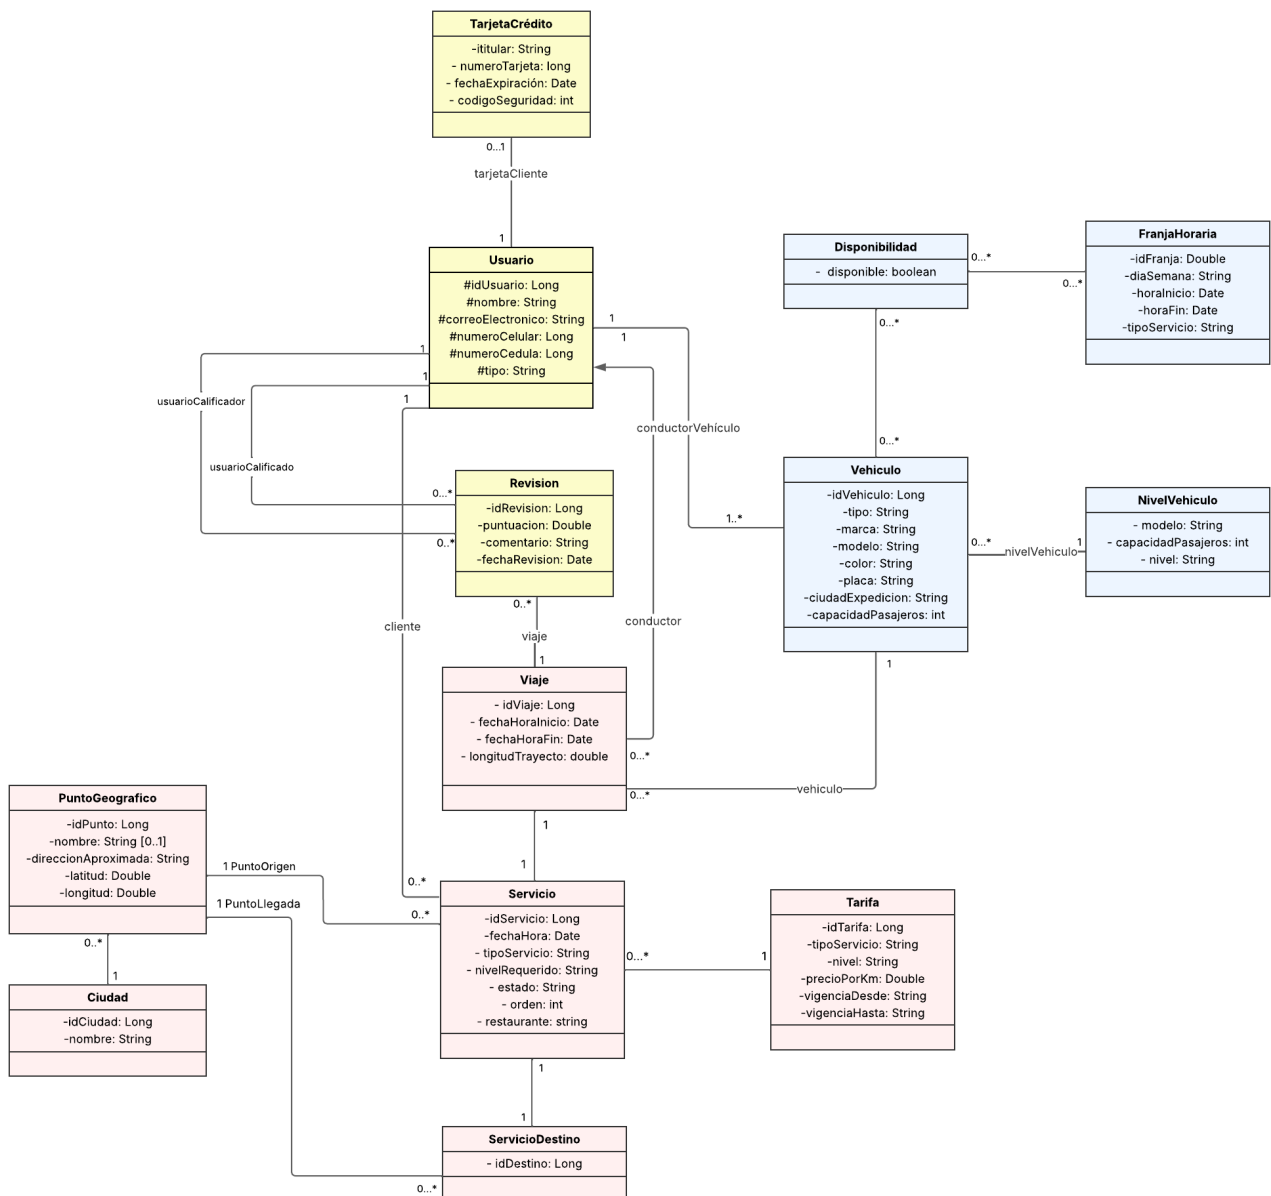 TarjetaCrédito
-ititular: String
- numeroTarjeta: long
- fechaExpiración: Date
- codigoSeguridad: int
0...1
tarjetaCliente
1
Usuario
#idUsuario: Long
#nombre: String
#correoElectronico: String
#numeroCelular: Long
#numeroCedula: Long
#tipo: String
1
1
1
1
1
usuarioCalificador
usuarioCalificado
conductorVehículo
Disponibilidad
- disponible: boolean
0...*
0...*
0...*
0...*
FranjaHoraria
-idFranja: Double
-diaSemana: String
-horaInicio: Date
-horaFin: Date
-tipoServicio: String
Revision
-idRevision: Long
-puntuacion: Double
-comentario: String
-fechaRevision: Date
0...*
0..*
0..*
viaje
1
cliente
conductor
1..*
Vehiculo
-idVehiculo: Long
-tipo: String
-marca: String
-modelo: String
-color: String
-placa: String
-ciudadExpedicion: String
-capacidadPasajeros: int
0...*
nivelVehiculo
1
1
NivelVehiculo
- modelo: String
- capacidadPasajeros: int
- nivel: String
Viaje
- idViaje: Long
- fechaHoraInicio: Date
- fechaHoraFin: Date
- longitudTrayecto: double
0...*
0...*
vehiculo
1
1
PuntoGeografico
-idPunto: Long
-nombre: String [0..1]
-direccionAproximada: String
-latitud: Double
-longitud: Double
1 PuntoOrigen
1 PuntoLlegada
0..*
1
0..*
0..*
Ciudad
-idCiudad: Long
-nombre: String
Servicio
-idServicio: Long
-fechaHora: Date
- tipoServicio: String
- nivelRequerido: String
- estado: String
- orden: int
- restaurante: string
0...*
1
Tarifa
-idTarifa: Long
-tipoServicio: String
-nivel: String
-precioPorKm: Double
-vigenciaDesde: String
-vigenciaHasta: String
1
1
ServicioDestino
- idDestino: Long
0...*